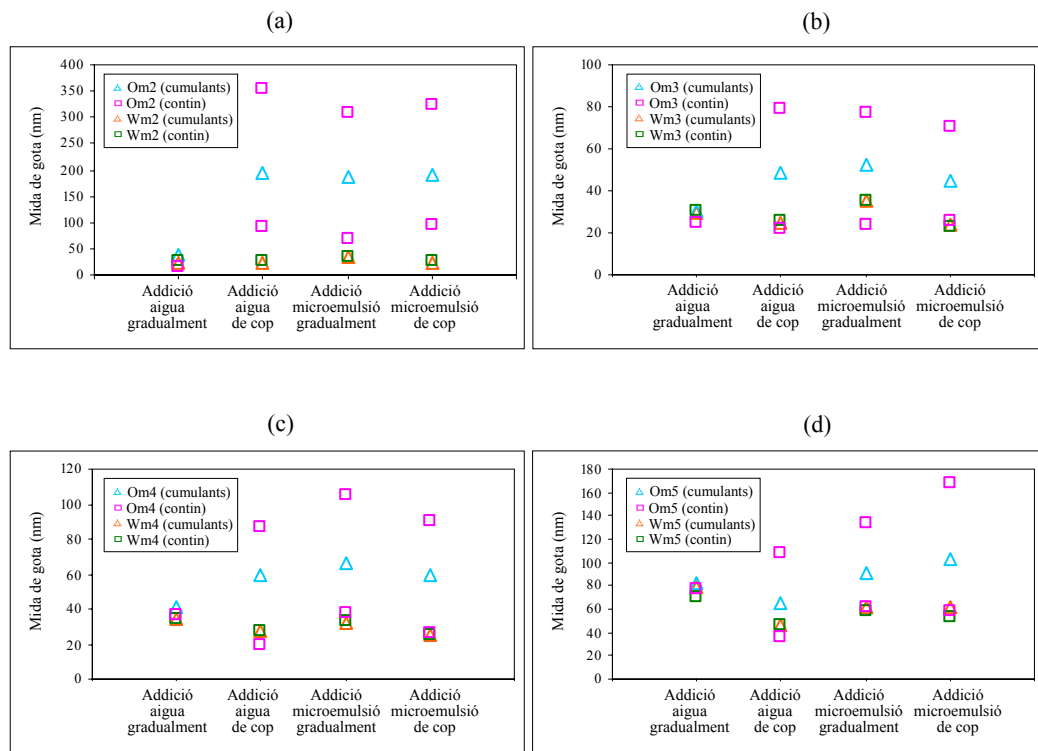 (a)
Mida de gota (nm)
400
350
300
250
200
150
100
50
0
Om2 (cumulants)
Om2 (contin)
Wm2 (cumulants)
Wm2 (contin)
Addició Addició Addició Addició
aigua aigua microemulsió microemulsió
gradualment de cop gradualment de cop
(b)
Mida de gota (nm)
100
80
60
40
20
0
Om3 (cumulants)
Om3 (contin)
Wm3 (cumulants)
Wm3 (contin)
Addició Addició Addició Addició
aigua aigua microemulsió microemulsió
gradualment de cop gradualment de cop
(c)
Mida de gota (nm)
120
100
80
60
40
20
0
Om4 (cumulants)
Om4 (contin)
Wm4 (cumulants)
Wm4 (contin)
Addició Addició Addició Addició
aigua aigua microemulsió microemulsió
gradualment de cop gradualment de cop
(d)
Mida de gota (nm)
180
160
140
120
100
80
60
40
20
0
Om5 (cumulants)
Om5 (contin)
Wm5 (cumulants)
Wm5 (contin)
Addició Addició Addició Addició
aigua aigua microemulsió microemulsió
gradualment de cop gradualment de cop